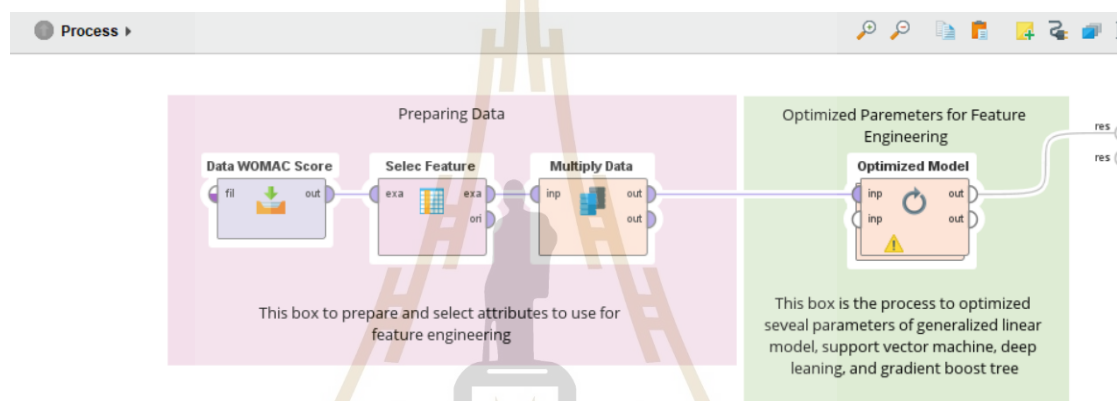 Process
Preparing Data
Optimized Paremeters for Feature
Engineering
res
res
Data WOMAC Score
Selec Feature
Multiply Data
Optimized Model
fil out
exa exa
ori
inp out
out
inp out
inp out
This box to prepare and select attributes to use for
feature engineering
This box is the process to optimized
seveal parameters of generalized linear
model, support vector machine, deep
leaning, and gradient boost tree